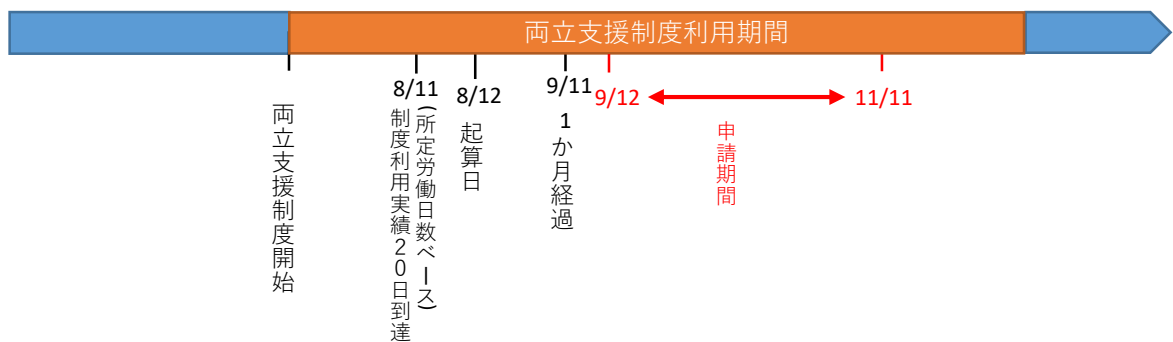 両立支援制度利用期間
両立支援制度開始
8/11
(所定労働日数ベース)
制度利用実績20日到達
8/12
起算日
9/11
1か月経過
9/12
11/11
申請期間